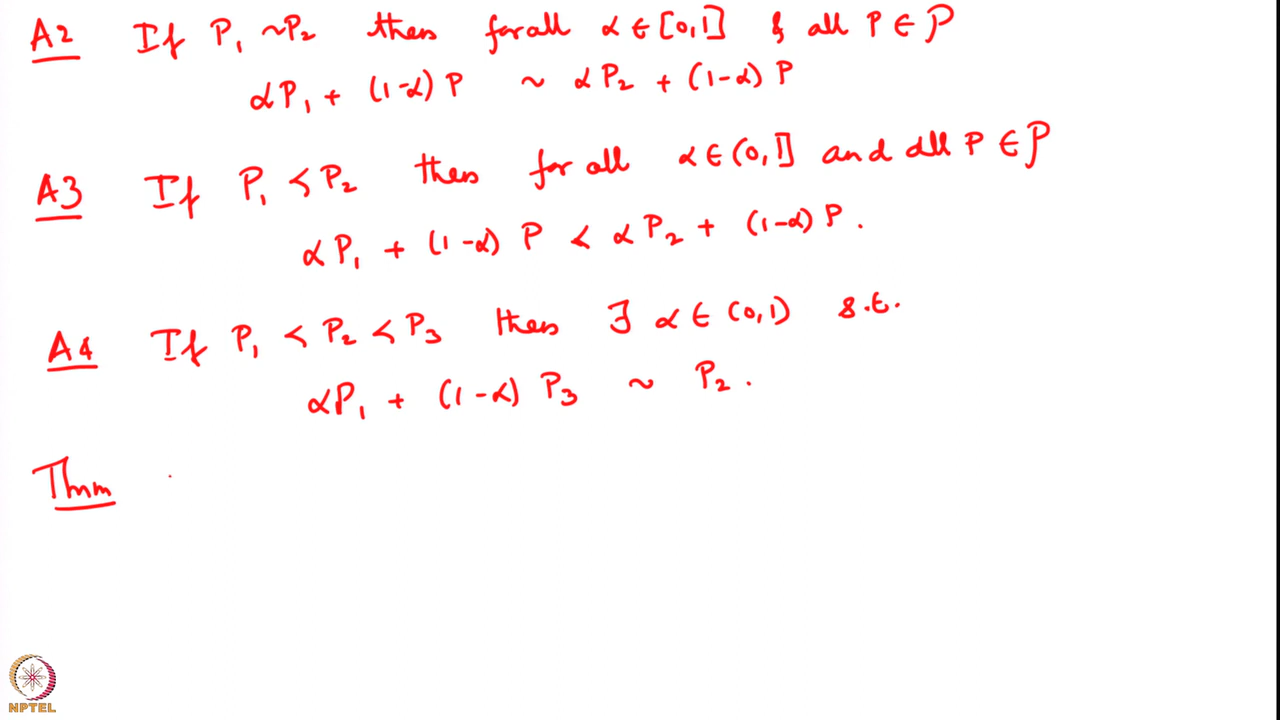 A2 If P₁ ~ P₂ then for all α ∈ [0,1] & all P ∈ 𝒫
αP₁ + (1-α) P ~ αP₂ + (1-α) P
A3 If P₁ ≺ P₂ then for all α ∈ (0,1] and all P ∈ 𝒫
αP₁ + (1-α) P ≺ αP₂ + (1-α) P.
A4 If P₁ ≺ P₂ ≺ P₃ then ∃ α ∈ (0,1) s.t.
αP₁ + (1-α) P₃ ~ P₂.
Thm
NPTEL